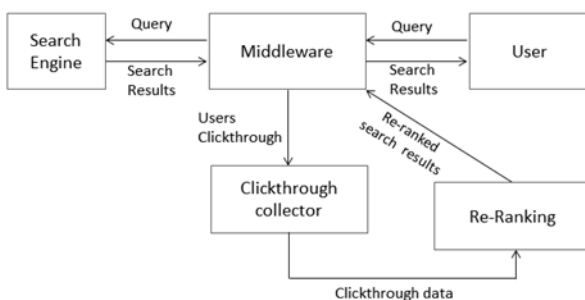 Query
Query
Search
Engine
Middleware
User
Search
Results
Search
Results
Users
Clickthrough
Re-ranked
search results
Clickthrough
collector
Re-Ranking
Clickthrough data